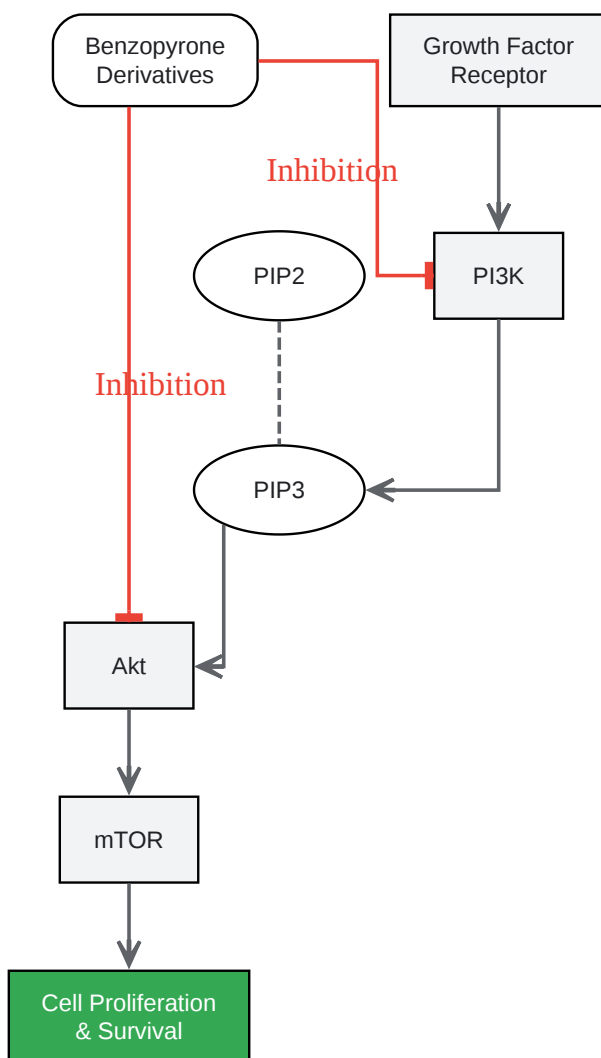 Benzopyrone
Derivatives
Growth Factor
Receptor
Inhibition
PIP2
PI3K
Inhibition
PIP3
Akt
mTOR
Cell Proliferation
& Survival